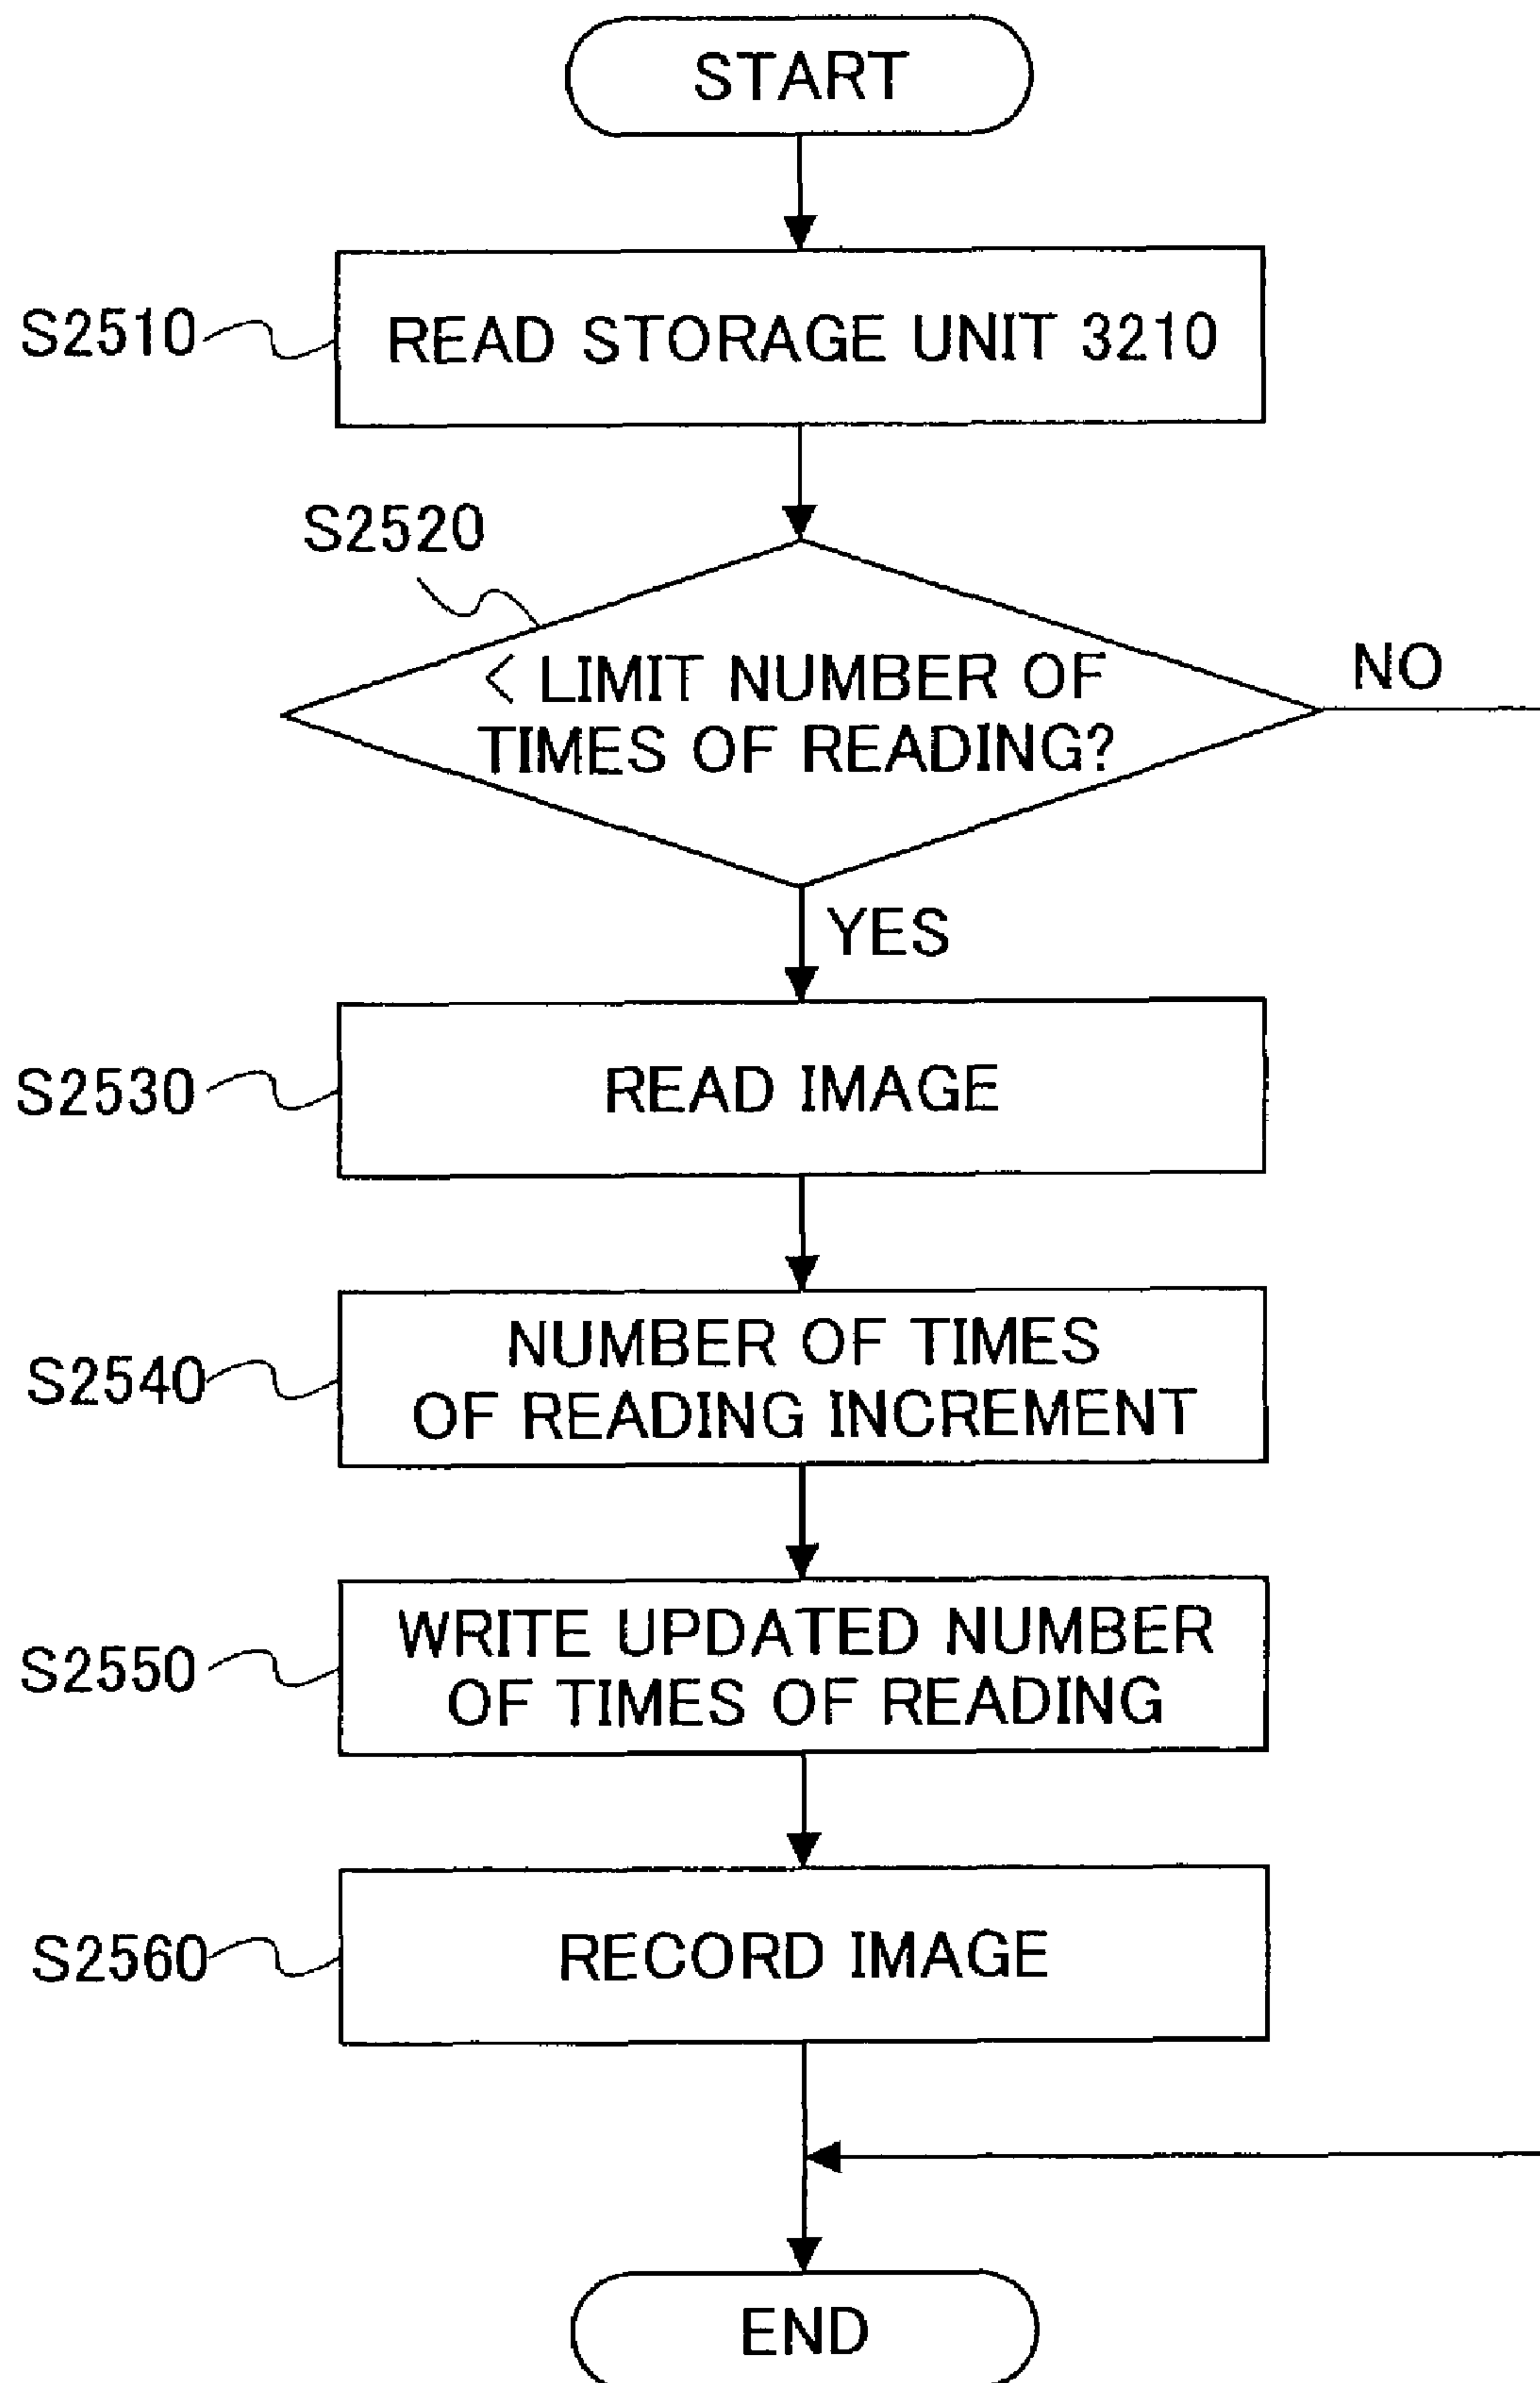 START
S2510
READ STORAGE UNIT 3210
S2520
< LIMIT NUMBER OF
TIMES OF READING?
NO
YES
S2530
READ IMAGE
S2540
NUMBER OF TIMES
OF READING INCREMENT
S2550
WRITE UPDATED NUMBER
OF TIMES OF READING
S2560
RECORD IMAGE
END